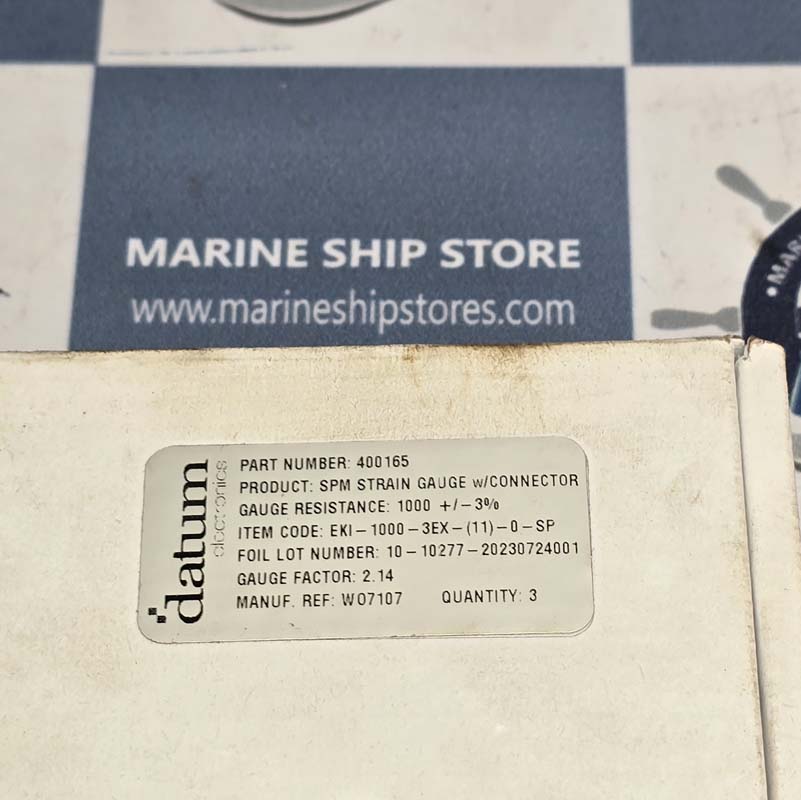 MARINE SHIP STORE
www.marineshipstores.com
datum
electronics
PART NUMBER: 400165
PRODUCT: SPM STRAIN GAUGE w/CONNECTOR
GAUGE RESISTANCE: 1000 +/-3%
ITEM CODE: EKI-1000-3EX-(11)-0-SP
FOIL LOT NUMBER: 10-10277-20230724001
GAUGE FACTOR: 2.14
MANUF. REF: WO7107 QUANTITY: 3